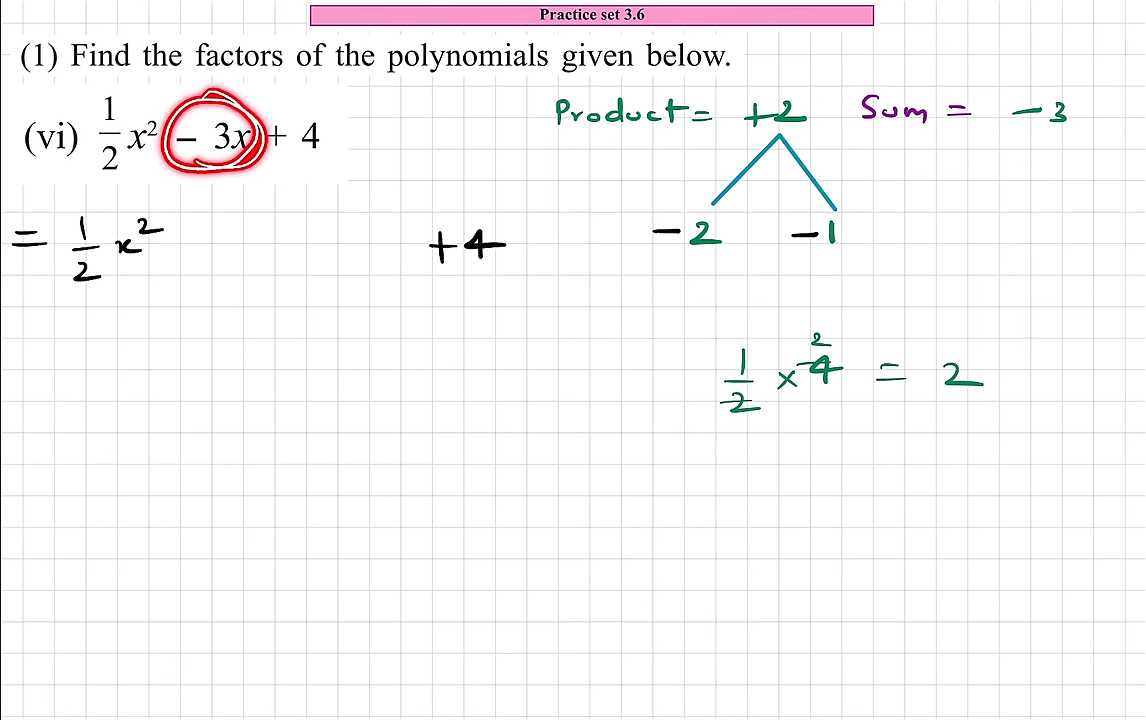 Practice set 3.6
(1) Find the factors of the polynomials given below.
(vi) 1/2 x² − 3x + 4
Product = +2 Sum = −3
= 1/2 x² +4
−2 −1
1/2 × 4 2 = 2